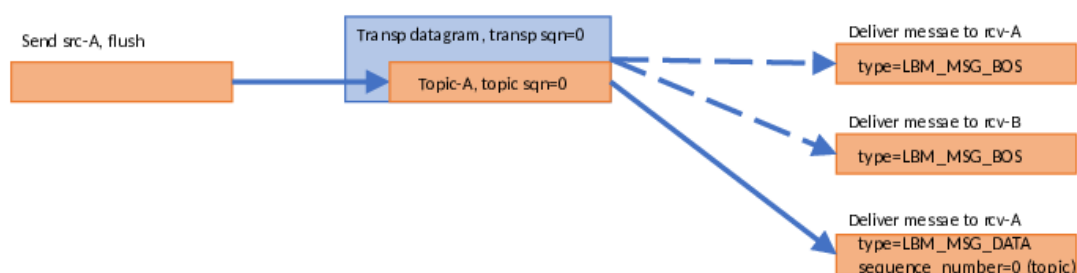 Send src-A, flush
Transp datagram, transp sqn=0
Topic-A, topic sqn=0
Deliver messae to rcv-A
type=LBM_MSG_BOS
Deliver messae to rcv-B
type=LBM_MSG_BOS
Deliver messae to rcv-A
type=LBM_MSG_DATA
sequence_number=0 (topic)